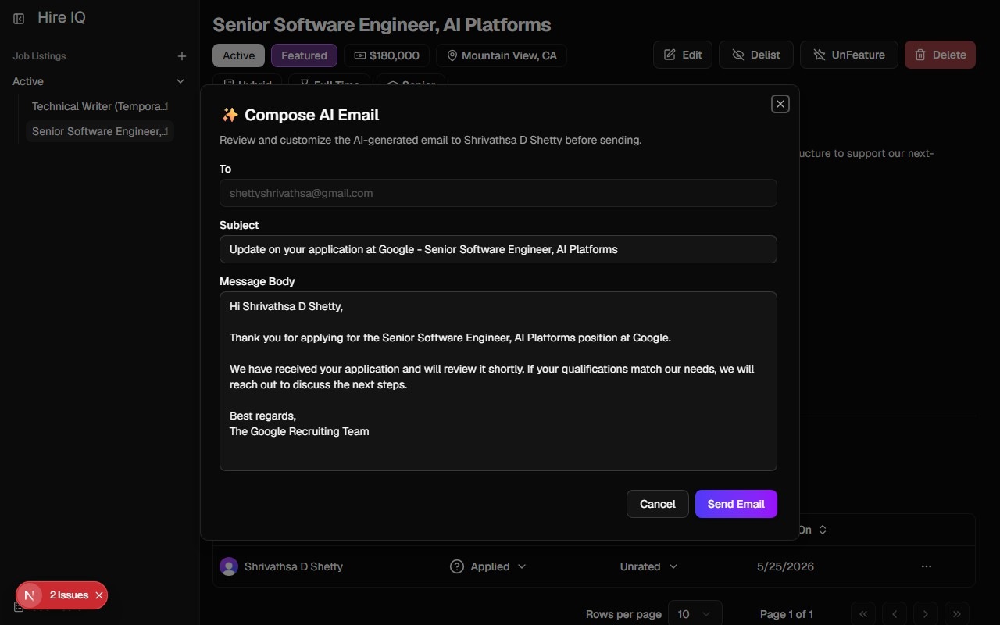 Hire IQ
Job Listings
Active
Technical Writer (Tempora...1
Senior Software Engineer,...1
Senior Software Engineer, AI Platforms
Active
Featured
$180,000
Mountain View, CA
Edit
Delist
UnFeature
Delete
Hybrid
Full Time
Senior
✨ Compose AI Email
Review and customize the AI-generated email to Shrivathsa D Shetty before sending.
To
shettyshrivathsa@gmail.com
Subject
Update on your application at Google - Senior Software Engineer, AI Platforms
Message Body
Hi Shrivathsa D Shetty,
Thank you for applying for the Senior Software Engineer, AI Platforms position at Google.
We have received your application and will review it shortly. If your qualifications match our needs, we will
reach out to discuss the next steps.
Best regards,
The Google Recruiting Team
Cancel
Send Email
ucture to support our next-
On
Shrivathsa D Shetty
Applied
Unrated
5/25/2026
...
N
2 Issues
Rows per page
10
Page 1 of 1